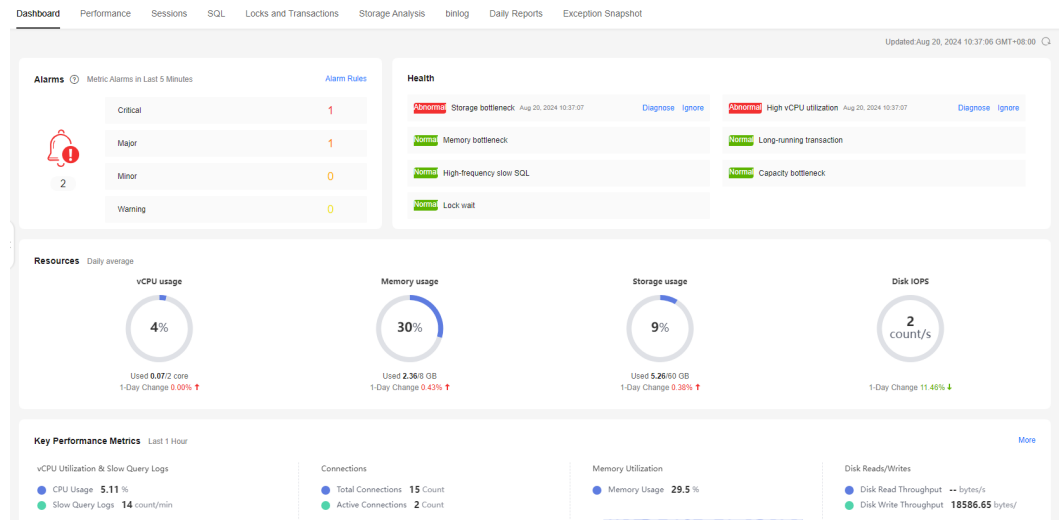 Dashboard Performance Sessions SQL Locks and Transactions Storage Analysis binlog Daily Reports Exception Snapshot
Updated:Aug 20, 2024 10:37:06 GMT+08:00
Alarms ? Metric Alarms in Last 5 Minutes Alarm Rules
Critical 1
Major 1
Minor 0
Warning 0
2
Health
Abnormal Storage bottleneck Aug 20, 2024 10:37:07 Diagnose Ignore
Abnormal High vCPU utilization Aug 20, 2024 10:37:07 Diagnose Ignore
Normal Memory bottleneck
Normal Long-running transaction
Normal High-frequency slow SQL
Normal Capacity bottleneck
Normal Lock wait
Resources Daily average
vCPU usage Memory usage Storage usage Disk IOPS
4% 30% 9% 2
count/s
Used 0.07/2 core Used 2.36/8 GB Used 5.26/60 GB
1-Day Change 0.00% ↑ 1-Day Change 0.43% ↑ 1-Day Change 0.38% ↑ 1-Day Change 11.46% ↓
Key Performance Metrics Last 1 Hour More
vCPU Utilization & Slow Query Logs Connections Memory Utilization Disk Reads/Writes
CPU Usage 5.11 % Total Connections 15 Count Memory Usage 29.5 % Disk Read Throughput -- bytes/s
Slow Query Logs 14 count/min Active Connections 2 Count Disk Write Throughput 18586.65 bytes/